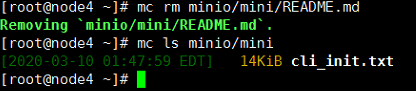 [root@node4 ~]# mc rm minio/mini/README.md
Removing `minio/mini/README.md`.
[root@node4 ~]# mc ls minio/mini
[2020-03-10 01:47:59 EDT]   14KiB cli_init.txt
[root@node4 ~]#